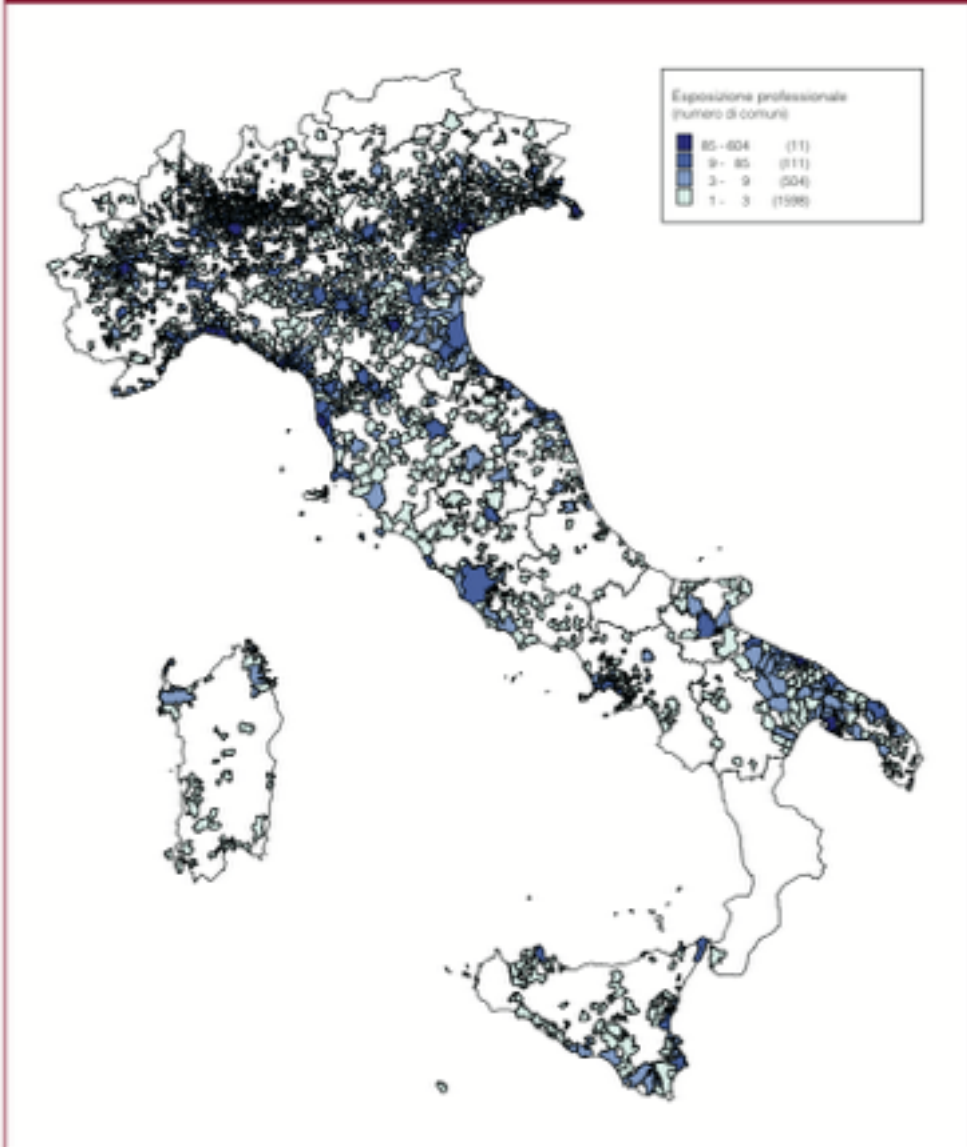 Esposizione professionale
(numero di comuni)
85 - 604 (11)
9 - 85 (111)
3 - 9 (504)
1 - 3 (1598)